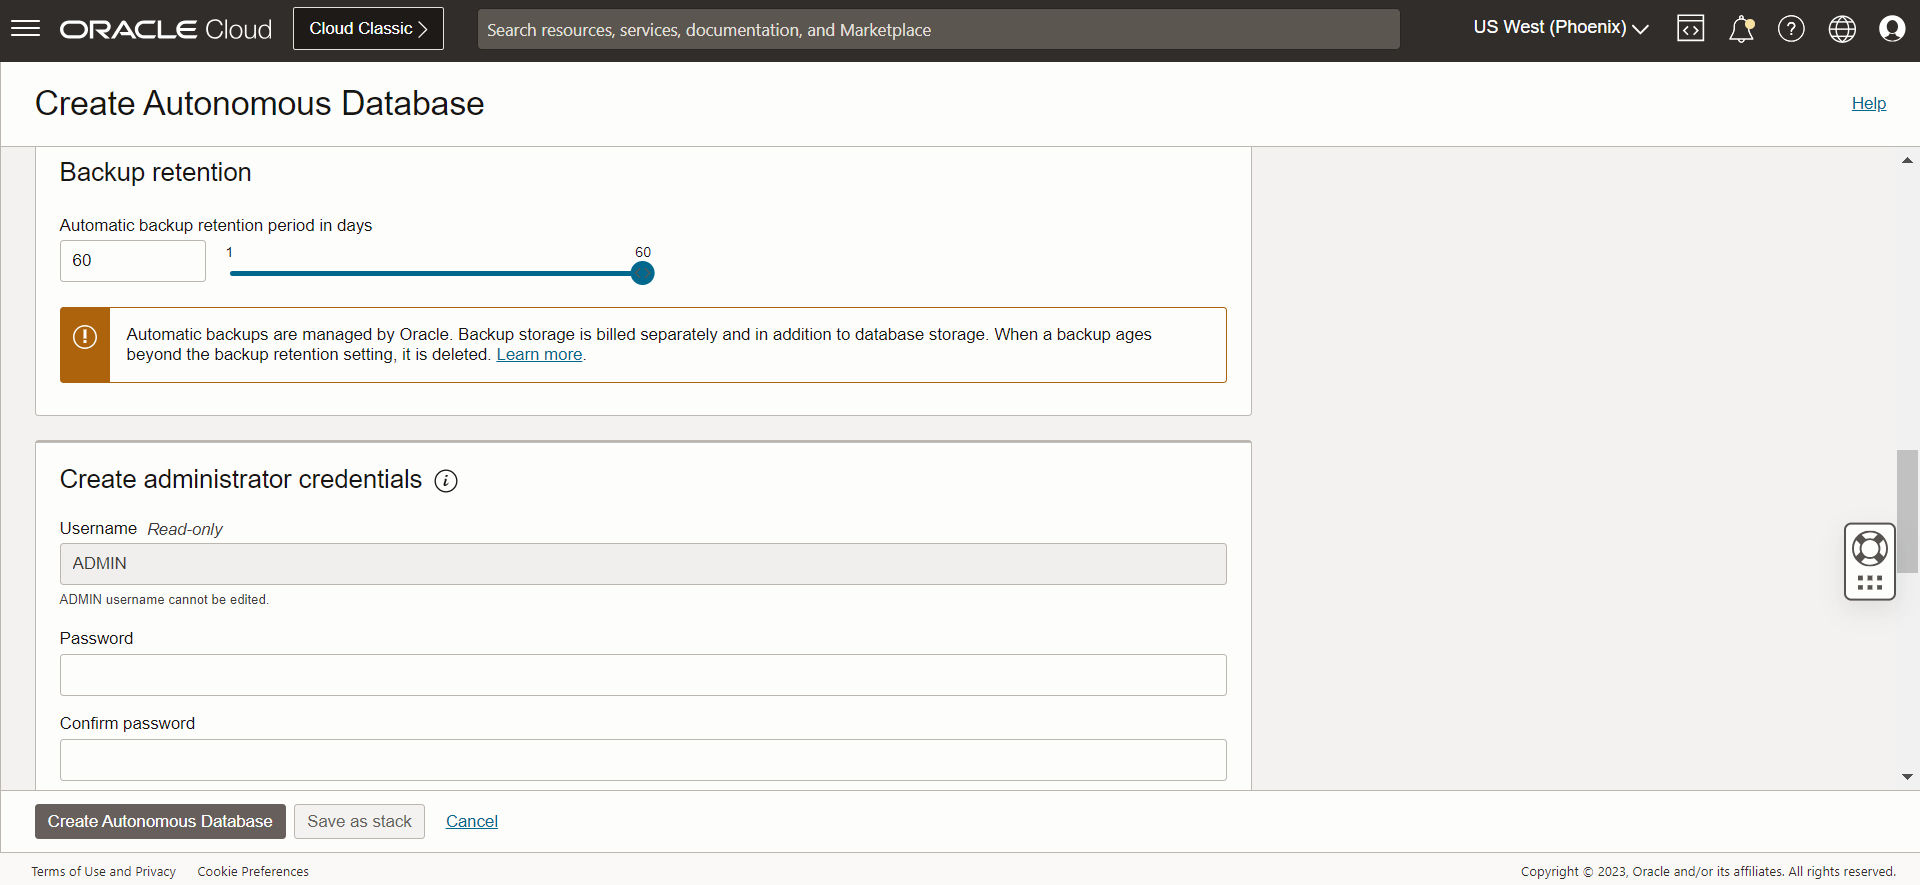 ORACLE Cloud
Cloud Classic
Search resources, services, documentation, and Marketplace
US West (Phoenix)
Create Autonomous Database
Help
Backup retention
Automatic backup retention period in days
60
1
60
Automatic backups are managed by Oracle. Backup storage is billed separately and in addition to database storage. When a backup ages
beyond the backup retention setting, it is deleted. Learn more.
Create administrator credentials
Username Read-only
ADMIN
ADMIN username cannot be edited.
Password
Confirm password
Create Autonomous Database
Save as stack
Cancel
Terms of Use and Privacy
Cookie Preferences
Copyright © 2023, Oracle and/or its affiliates. All rights reserved.